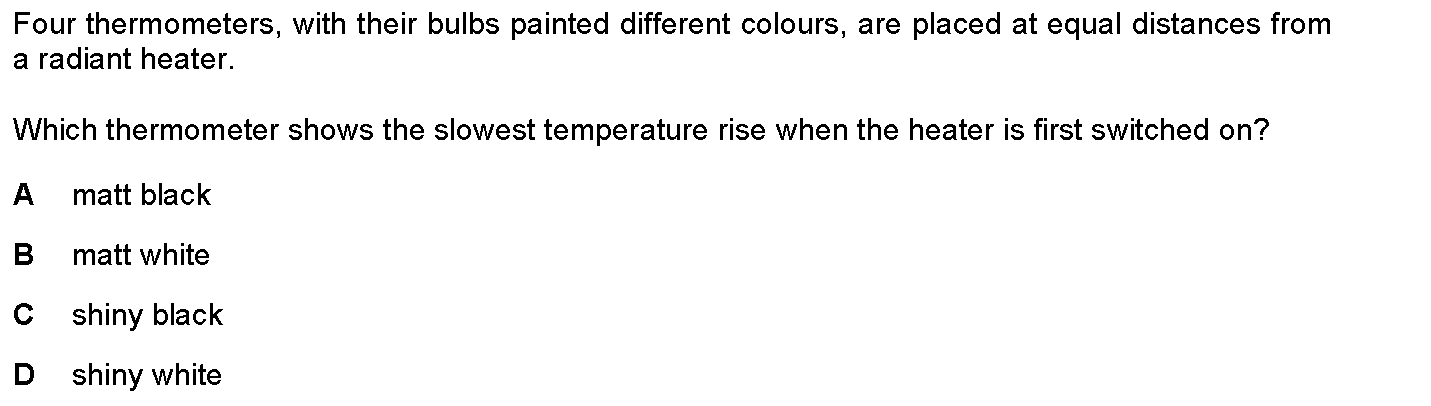 Four thermometers, with their bulbs painted different colours, are placed at equal distances from
a radiant heater.
Which thermometer shows the slowest temperature rise when the heater is first switched on?
A matt black
B matt white
C shiny black
D shiny white